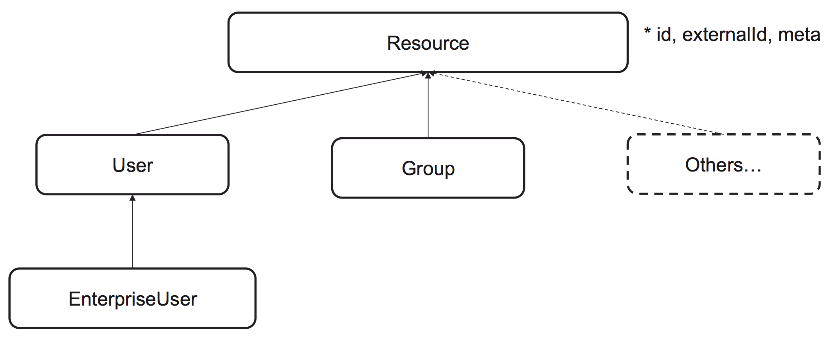 Resource
* id, externalId, meta
User
Group
Others…
EnterpriseUser